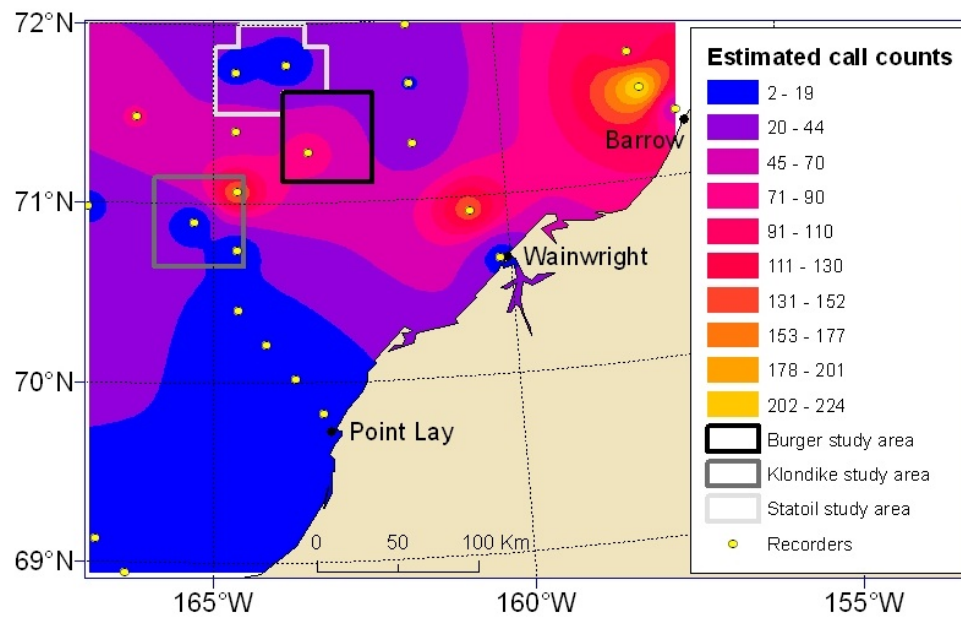 72°N
71°N
70°N
69°N
165°W
160°W
155°W
Barrow
Wainwright
Point Lay
0 50 100 Km
Estimated call counts
2 - 19
20 - 44
45 - 70
71 - 90
91 - 110
111 - 130
131 - 152
153 - 177
178 - 201
202 - 224
Burger study area
Klondike study area
Statoil study area
Recorders